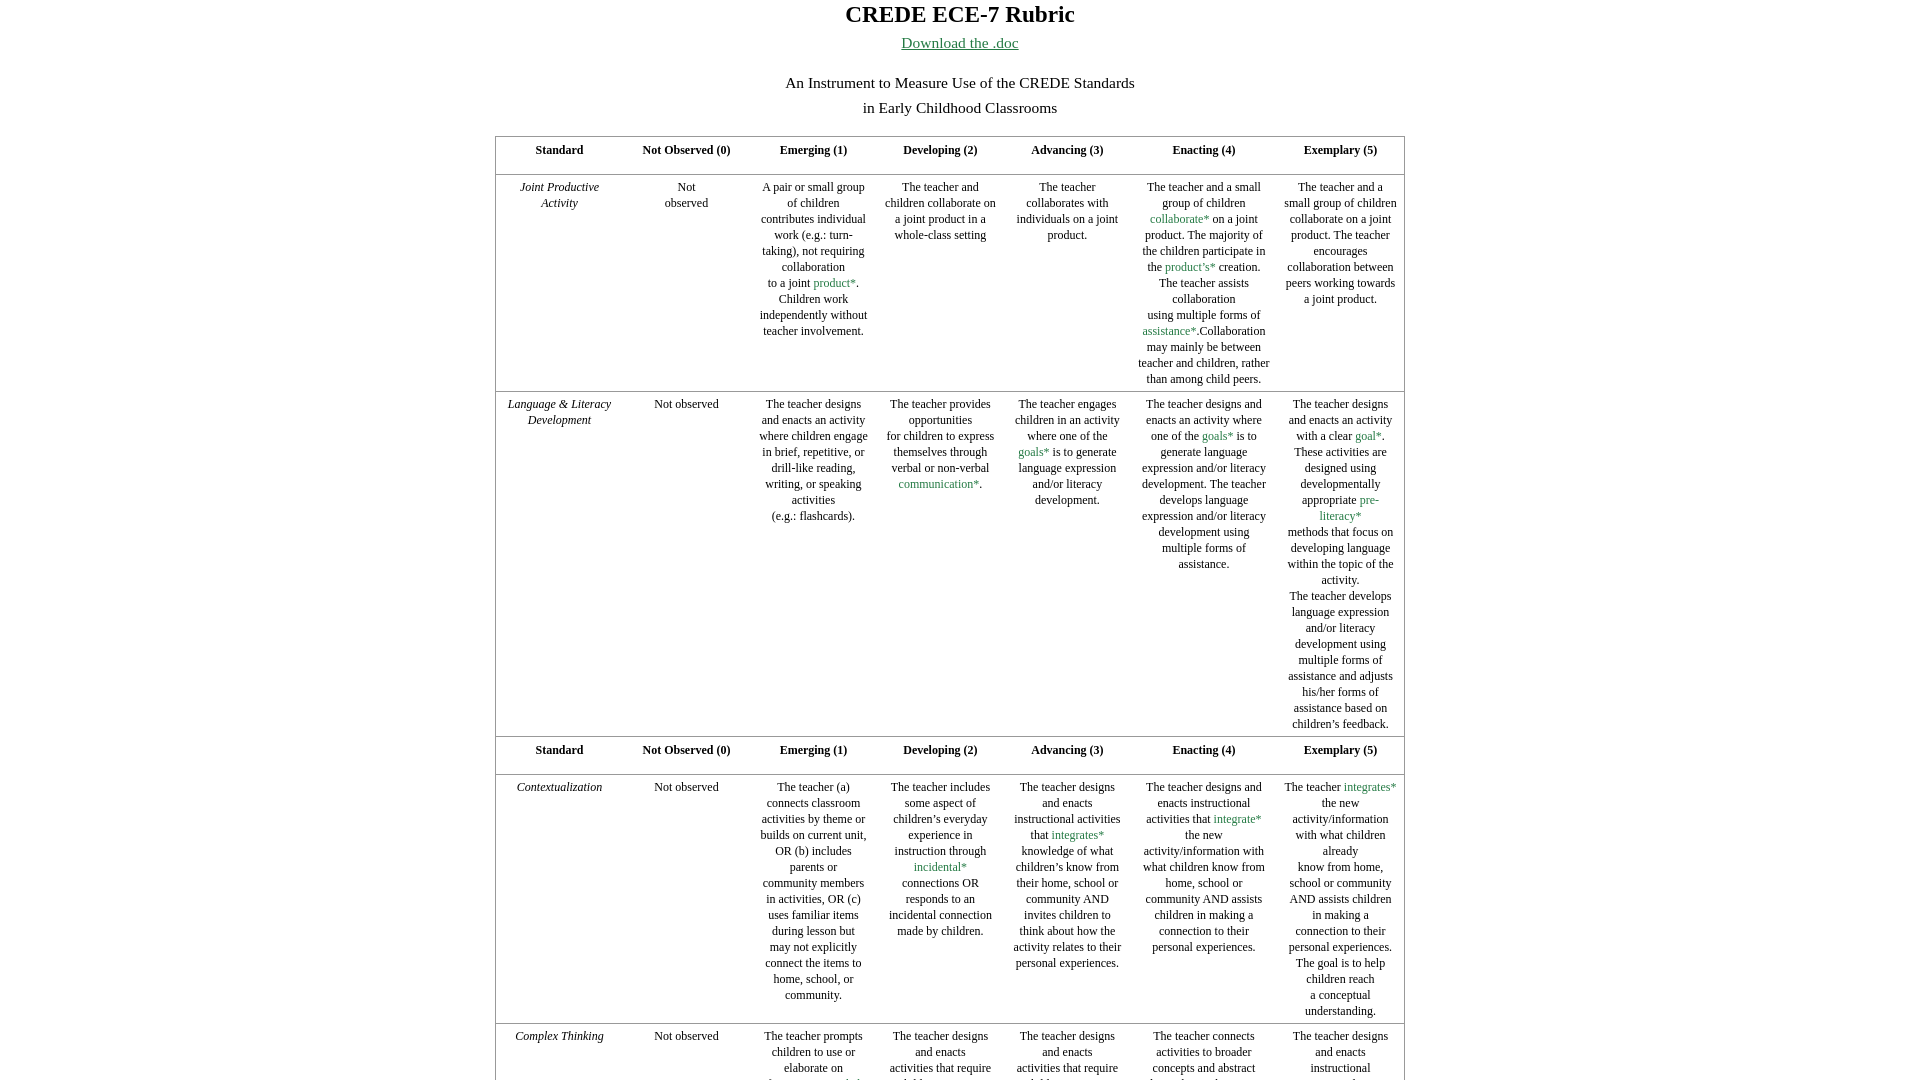 CREDE ECE-7 Rubric
Download the .doc
An Instrument to Measure Use of the CREDE Standards
in Early Childhood Classrooms
Standard
Not Observed (0)
Emerging (1)
Developing (2)
Advancing (3)
Enacting (4)
Exemplary (5)
Joint Productive
Activity
Not
observed
A pair or small group
of children
contributes individual
work (e.g.: turn-
taking), not requiring
collaboration
to a joint product*.
Children work
independently without
teacher involvement.
The teacher and
children collaborate on
a joint product in a
whole-class setting
The teacher
collaborates with
individuals on a joint
product.
The teacher and a small
group of children
collaborate* on a joint
product. The majority of
the children participate in
the product’s* creation.
The teacher assists
collaboration
using multiple forms of
assistance*.Collaboration
may mainly be between
teacher and children, rather
than among child peers.
The teacher and a
small group of children
collaborate on a joint
product. The teacher
encourages
collaboration between
peers working towards
a joint product.
Language & Literacy
Development
Not observed
The teacher designs
and enacts an activity
where children engage
in brief, repetitive, or
drill-like reading,
writing, or speaking
activities
(e.g.: flashcards).
The teacher provides
opportunities
for children to express
themselves through
verbal or non-verbal
communication*.
The teacher engages
children in an activity
where one of the
goals* is to generate
language expression
and/or literacy
development.
The teacher designs and
enacts an activity where
one of the goals* is to
generate language
expression and/or literacy
development. The teacher
develops language
expression and/or literacy
development using
multiple forms of
assistance.
The teacher designs
and enacts an activity
with a clear goal*.
These activities are
designed using
developmentally
appropriate pre-
literacy*
methods that focus on
developing language
within the topic of the
activity.
The teacher develops
language expression
and/or literacy
development using
multiple forms of
assistance and adjusts
his/her forms of
assistance based on
children’s feedback.
Standard
Not Observed (0)
Emerging (1)
Developing (2)
Advancing (3)
Enacting (4)
Exemplary (5)
Contextualization
Not observed
The teacher (a)
connects classroom
activities by theme or
builds on current unit,
OR (b) includes
parents or
community members
in activities, OR (c)
uses familiar items
during lesson but
may not explicitly
connect the items to
home, school, or
community.
The teacher includes
some aspect of
children’s everyday
experience in
instruction through
incidental*
connections OR
responds to an
incidental connection
made by children.
The teacher designs
and enacts
instructional activities
that integrates*
knowledge of what
children’s know from
their home, school or
community AND
invites children to
think about how the
activity relates to their
personal experiences.
The teacher designs and
enacts instructional
activities that integrate*
the new
activity/information with
what children know from
home, school or
community AND assists
children in making a
connection to their
personal experiences.
The teacher integrates*
the new
activity/information
with what children
already
know from home,
school or community
AND assists children
in making a
connection to their
personal experiences.
The goal is to help
children reach
a conceptual
understanding.
Complex Thinking
Not observed
The teacher prompts
children to use or
elaborate on
The teacher designs
and enacts
activities that require
The teacher designs
and enacts
activities that require
The teacher connects
activities to broader
concepts and abstract
The teacher designs
and enacts
instructional